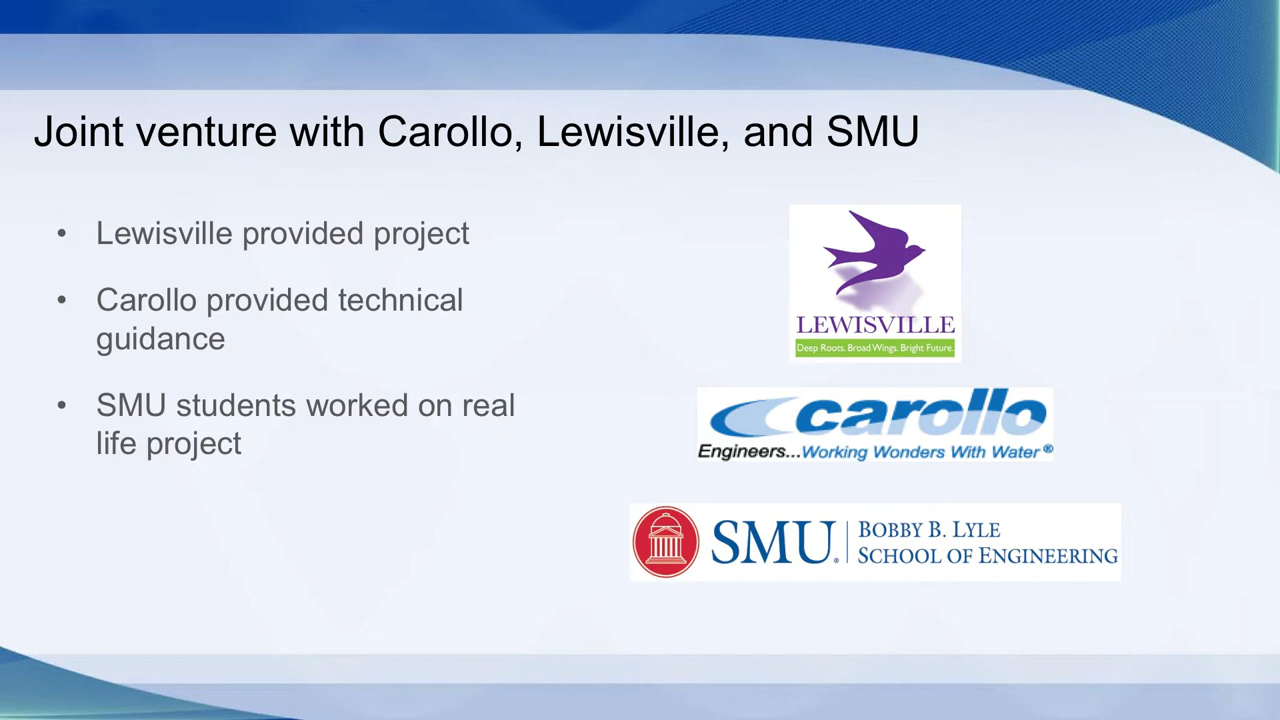 Joint venture with Carollo, Lewisville, and SMU
• Lewisville provided project
• Carollo provided technical
guidance
• SMU students worked on real
life project
LEWISVILLE
Deep Roots. Broad Wings. Bright Future.
carollo
Engineers...Working Wonders With Water®
SMU® | BOBBY B. LYLE
SCHOOL OF ENGINEERING